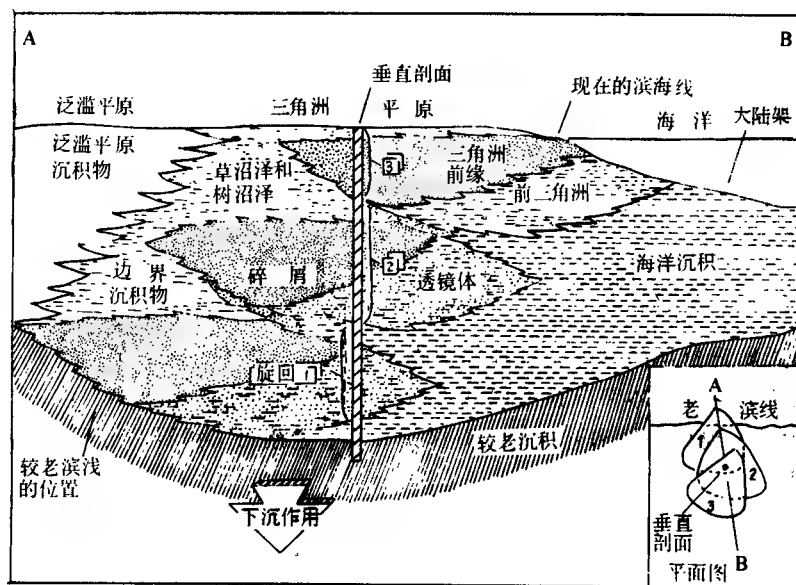 A
B
垂直剖面
现在的滨海线
泛滥平原
三角洲
平原
海洋
大陆架
泛滥平原
沉积物
草沼泽和
树沼泽
3
三角洲
前缘
前三角洲
边界
沉积物
碎屑
2
透镜体
海洋沉积
旋回1
较老沉积
较老滨浅
的位置
下沉作用
A
老
滨线
1
2
3
垂直
剖面
B
平面图